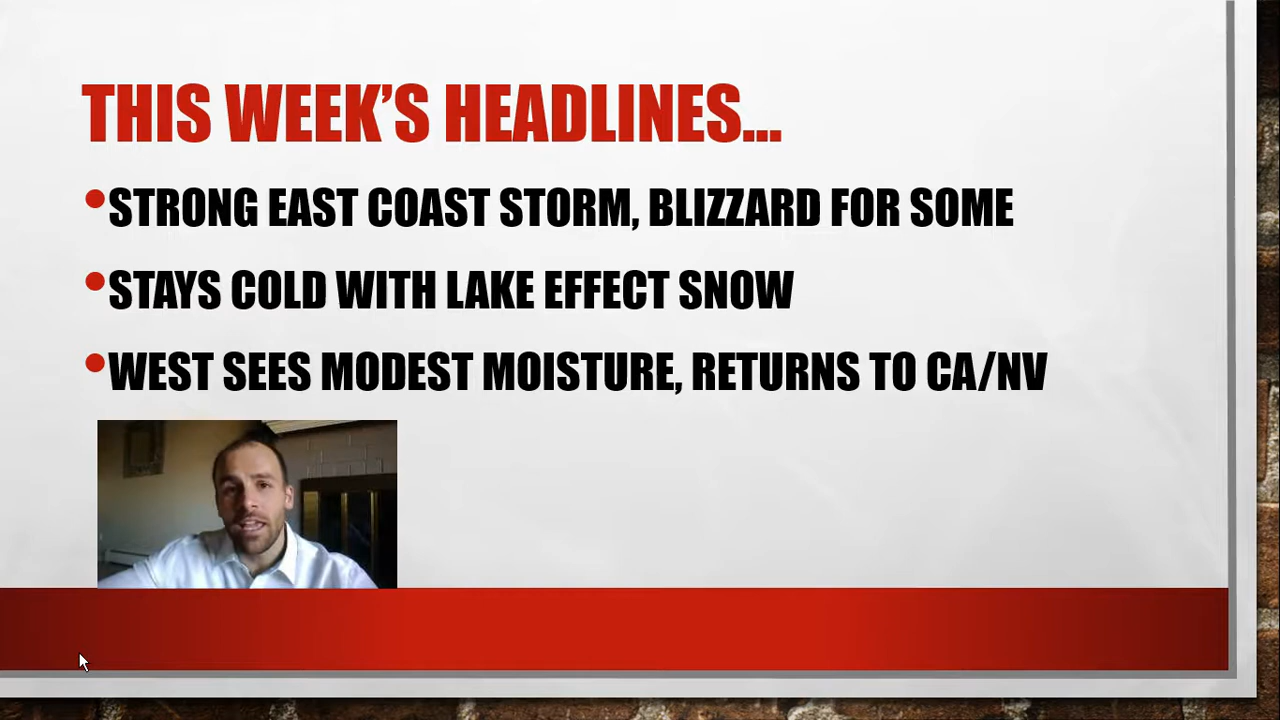 THIS WEEK'S HEADLINES...
•STRONG EAST COAST STORM, BLIZZARD FOR SOME
•STAYS COLD WITH LAKE EFFECT SNOW
•WEST SEES MODEST MOISTURE, RETURNS TO CA/NV